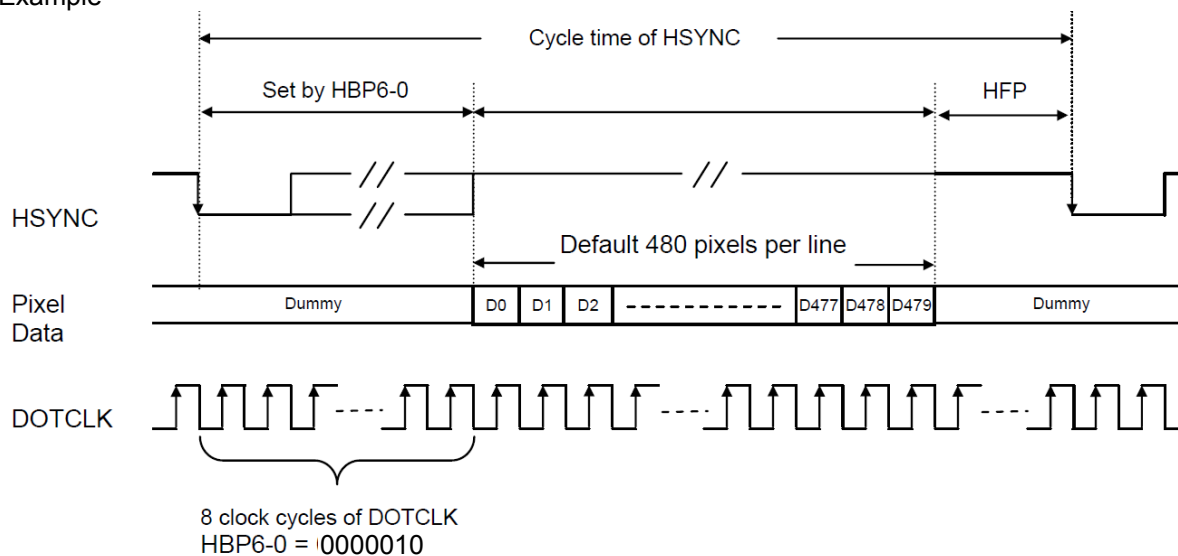 Example
Cycle time of HSYNC
Set by HBP6-0
HFP
HSYNC
Default 480 pixels per line
Pixel
Data
Dummy D0 D1 D2 D477 D478 D479 Dummy
DOTCLK
8 clock cycles of DOTCLK
HBP6-0 = 0000010